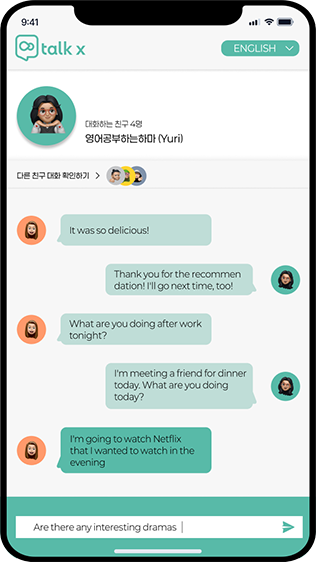 9:41
talk x
ENGLISH
대화하는 친구 4명
영어공부하는하마 (Yuri)
다른 친구 대화 확인하기
It was so delicious!
Thank you for the recommen
dation! I'll go next time, too!
What are you doing after work
tonight?
I'm meeting a friend for dinner
today. What are you doing
today?
I'm going to watch Netflix
that I wanted to watch in the
evening
Are there any interesting dramas